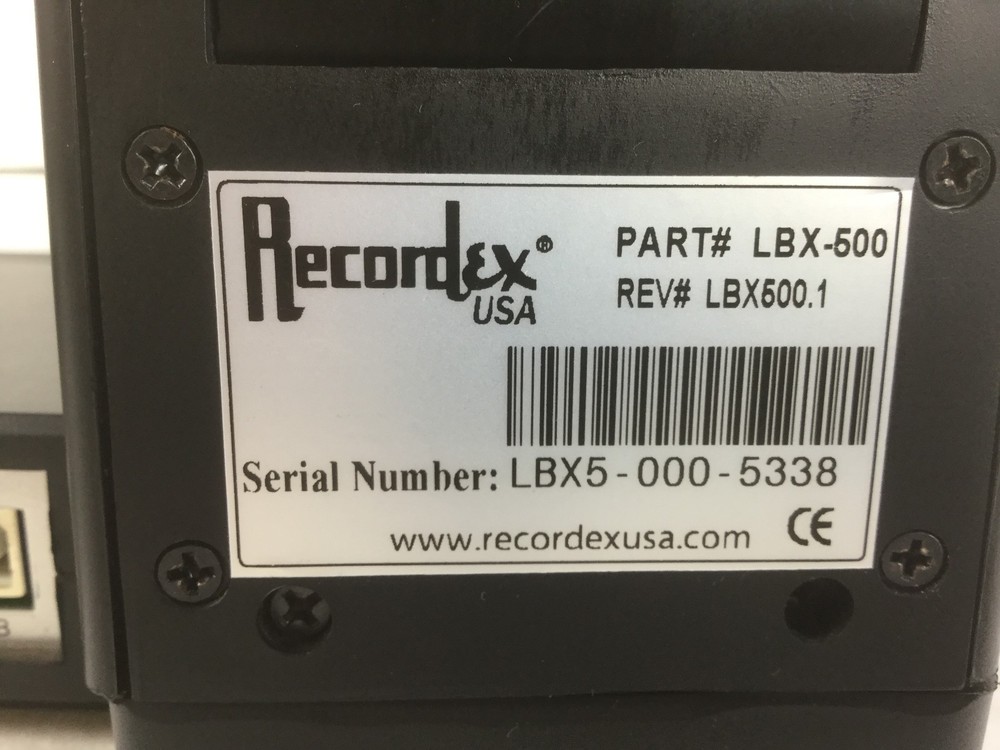 Recordex®
USA
PART# LBX-500
REV# LBX500.1
Serial Number: LBX5-000-5338
www.recordexusa.com
CE
B